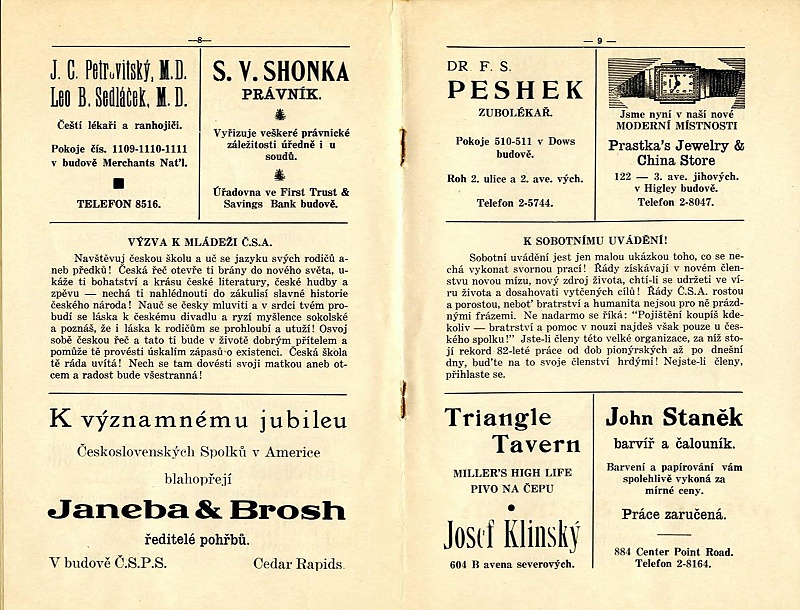 —8—
J. C. Petrovitský, M.D.
Leo B. Sedláček, M. D.
Čeští lékaři a ranhojiči.
Pokoje čís. 1109-1110-1111
v budově Merchants Nat'l.
TELEFON 8516.
S. V. SHONKA
PRÁVNÍK.
Vyřizuje veškeré právnické
záležitosti úředně i u
soudů.
Úřadovna ve First Trust &
Savings Bank budově.
VÝZVA K MLÁDEŽI Č.S.A.
Navštěvuj českou školu a uč se jazyku svých rodičů a-
neb předků! Česká řeč otevře ti brány do nového světa, u-
káže ti bohatství a krásu české literatury, české hudby a
zpěvu — nechá ti nahlédnouti do zákulisí slavné historie
českého národa! Nauč se česky mluviti a v srdci tvém pro-
budí se láska k českému divadlu a ryzí myšlence sokolské
a poznáš, že i láska k rodičům se prohloubí a utuží! Osvoj
sobě českou řeč a tato ti bude v životě dobrým přítelem a
pomůže tě provésti úskalím zápasů o existenci. Česká škola
tě ráda uvítá! Nech se tam dovésti svojí matkou aneb ot-
cem a radost bude všestranná!
K významnému jubileu
Československých Spolků v Americe
blahopřejí
Janeba & Brosh
ředitelé pohřbů.
V budově Č.S.P.S. Cedar Rapids.
— 9 —
DR. F. S.
PESHEK
ZUBOLÉKAŘ.
Pokoje 510-511 v Dows
budově.
Roh 2. ulice a 2. ave. vých.
Telefon 2-5744.
Jsme nyní v naší nové
MODERNÍ MÍSTNOSTI
Prastka's Jewelry &
China Store
122 — 3. ave. jihových.
v Higley budově.
Telefon 2-8047.
K SOBOTNÍMU UVÁDĚNÍ!
Sobotní uvádění jest jen malou ukázkou toho, co se ne-
chá vykonat svornou prací! Řády získávají v novém člen-
stvu novou mízu, nový zdroj života, chtí-li se udržeti ve ví-
ru života a dosahovati vytčených cílů! Řády Č.S.A. rostou
a porostou, neboť bratrství a humanita nejsou pro ně prázd-
nými frázemi. Ne nadarmo se říká: "Pojištění koupíš kde-
koliv — bratrství a pomoc v nouzi najdeš však pouze u čes-
kého spolku!" Jste-li členy této velké organizace, za níž sto-
jí rekord 82-leté práce od dob pionýrských až po dnešní
dny, buďte na to svoje členství hrdými! Nejste-li členy,
přihlaste se.
Triangle
Tavern
MILLER'S HIGH LIFE
PIVO NA ČEPU
Josef Klinský
604 B avena severových.
John Staněk
barvíř a čalouník.
Barvení a papírování vám
spolehlivě vykoná za
mírné ceny.
Práce zaručená.
884 Center Point Road.
Telefon 2-8164.